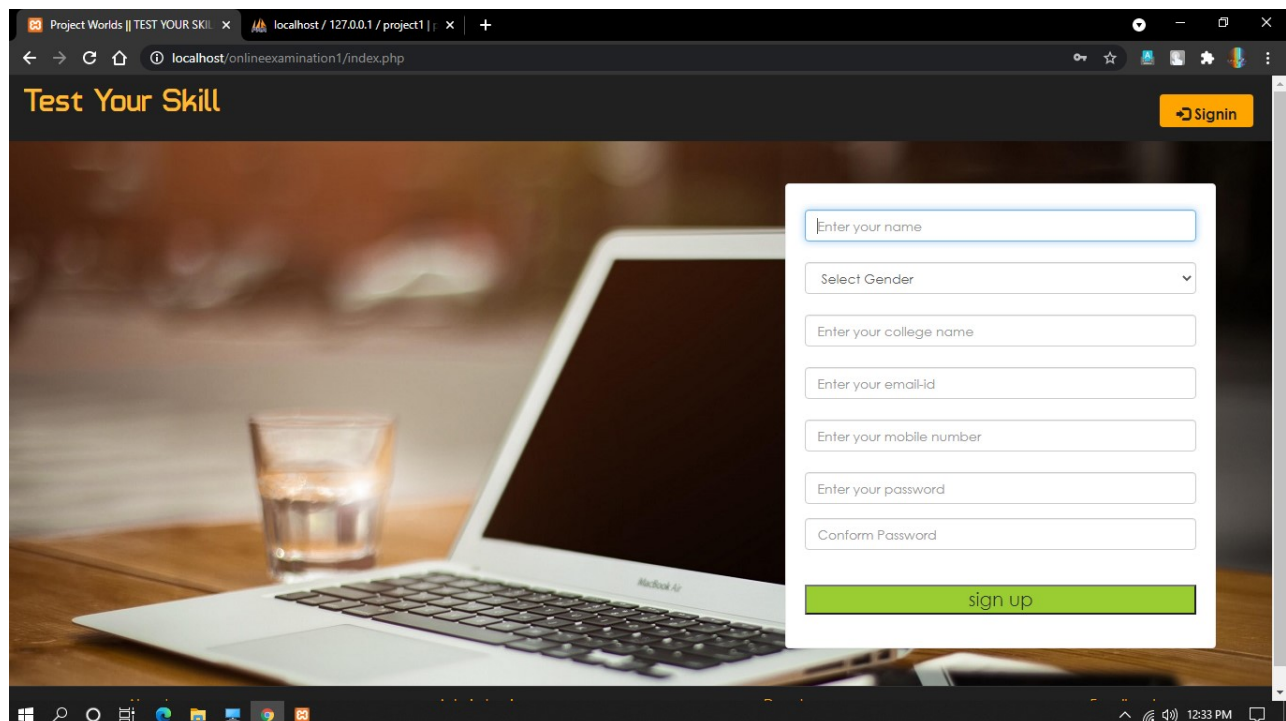 Project Worlds || TEST YOUR SKIL
localhost / 127.0.0.1 / project1 |
localhost/onlineexamination1/index.php
Test Your Skill
Signin
Enter your name
Select Gender
Enter your college name
Enter your email-id
Enter your mobile number
Enter your password
Conform Password
sign up
MacBook Air
12:33 PM